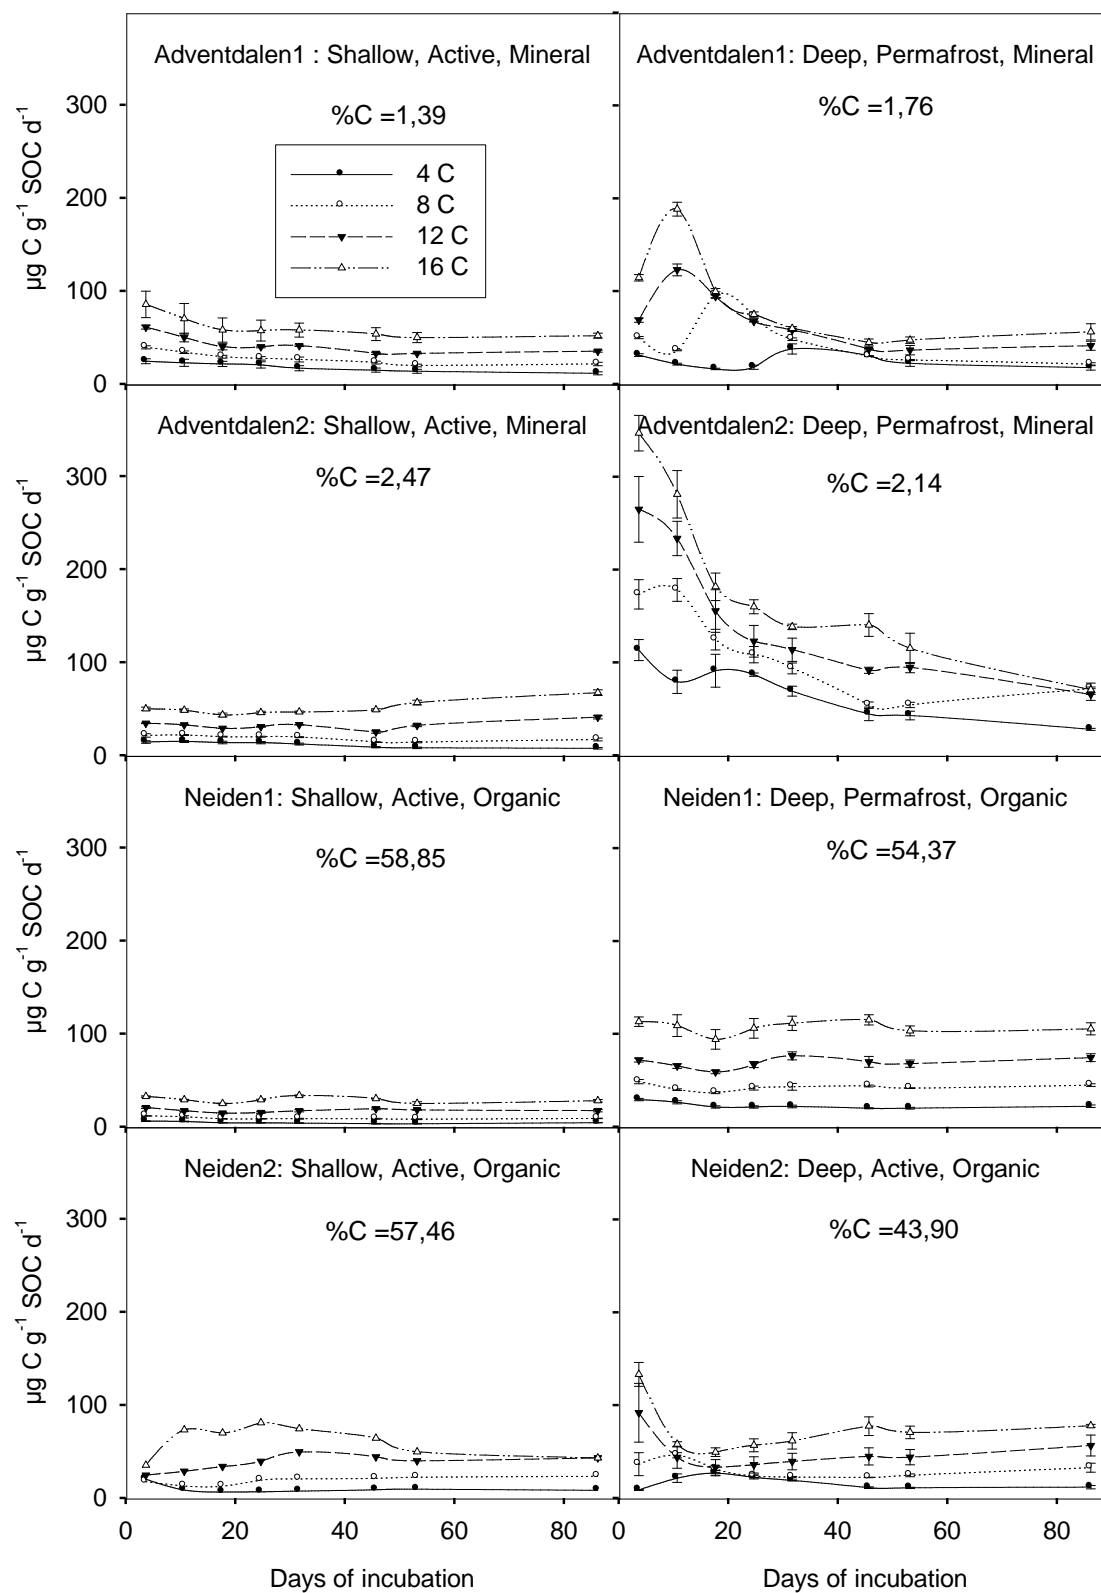 Adventdalen1 : Shallow, Active, Mineral
%C =1,39
4 C
8 C
12 C
16 C
300
200
100
0
µg C g-1 SOC d-1
Adventdalen1: Deep, Permafrost, Mineral
%C =1,76
Adventdalen2: Shallow, Active, Mineral
%C =2,47
300
200
100
0
µg C g-1 SOC d-1
Adventdalen2: Deep, Permafrost, Mineral
%C =2,14
Neiden1: Shallow, Active, Organic
%C =58,85
300
200
100
0
µg C g-1 SOC d-1
Neiden1: Deep, Permafrost, Organic
%C =54,37
Neiden2: Shallow, Active, Organic
%C =57,46
300
200
100
0
µg C g-1 SOC d-1
Neiden2: Deep, Active, Organic
%C =43,90
0 20 40 60 80
0 20 40 60 80
Days of incubation
Days of incubation